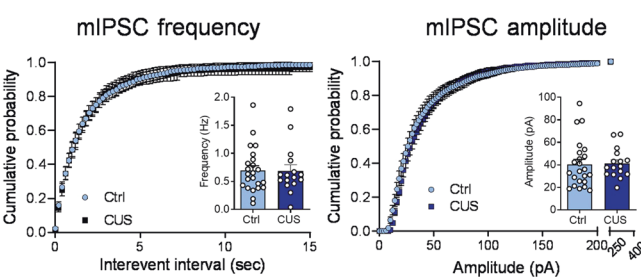 mIPSC frequency
Cumulative probability
1.0
0.8
0.6
0.4
0.2
0.0
0 5 10 15
Interevent interval (sec)
Ctrl
CUS
Frequency (Hz)
2.0
1.5
1.0
0.5
0.0
Ctrl CUS
mIPSC amplitude
Cumulative probability
1.0
0.8
0.6
0.4
0.2
0.0
0 50 100 150 200 250 400
Amplitude (pA)
Ctrl
CUS
Amplitude (pA)
100
80
60
40
20
0
Ctrl CUS